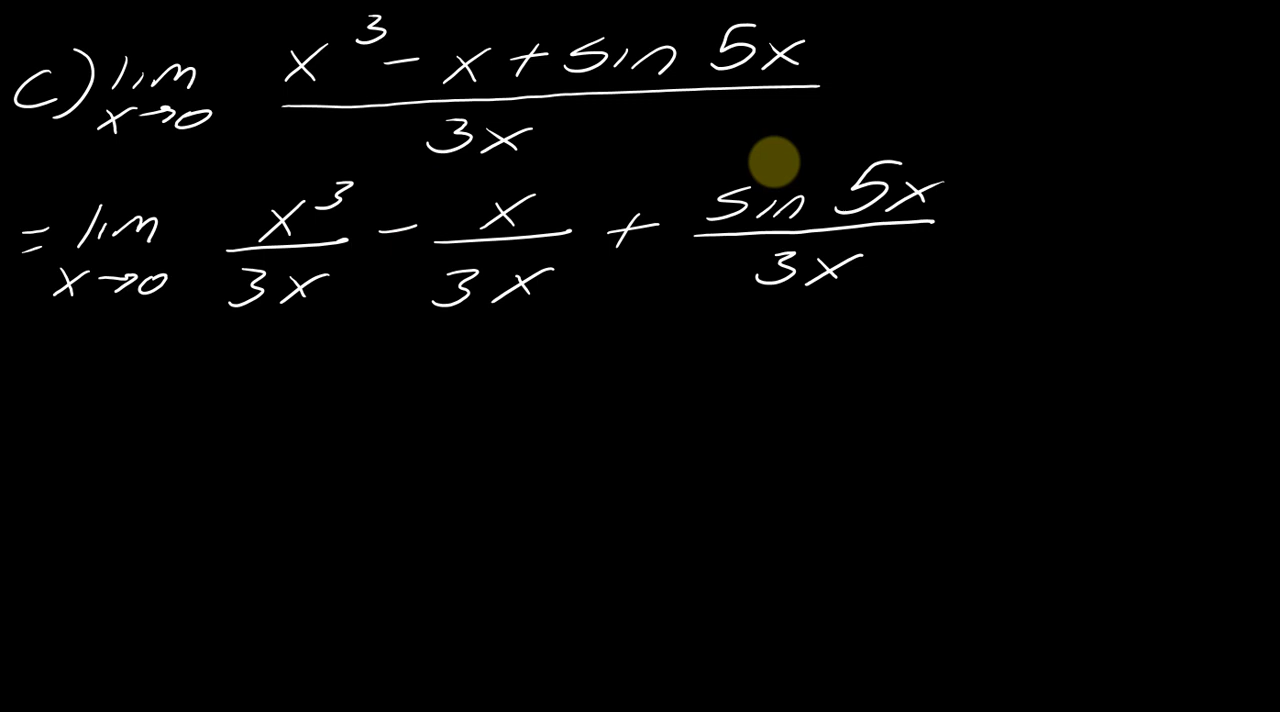 c) lim x→0 (x³ - x + sin 5x) / 3x
= lim x→0 x³/3x - x/3x + sin 5x / 3x